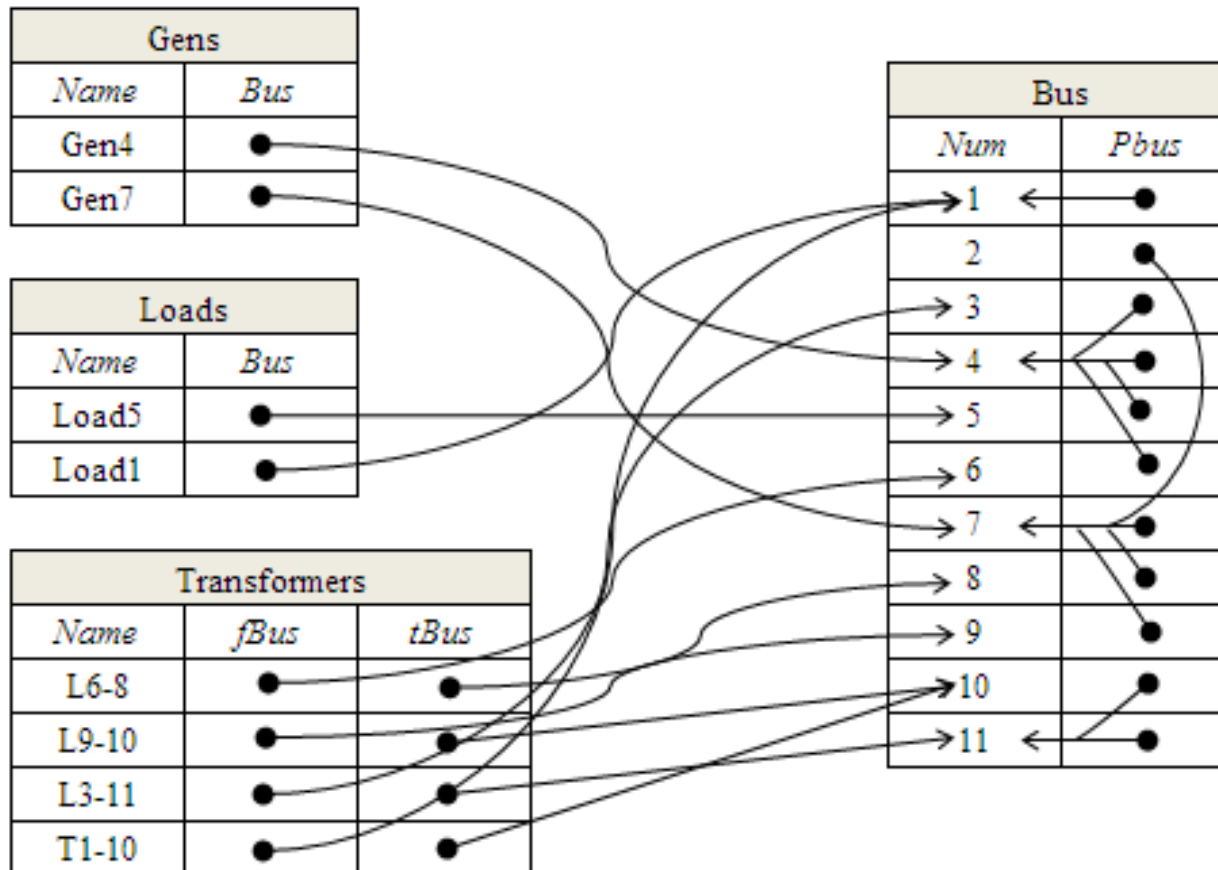 Gens
Name Bus
Gen4
Gen7
Loads
Name Bus
Load5
Load1
Transformers
Name fBus tBus
L6-8
L9-10
L3-11
T1-10
Bus
Num Pbus
1
2
3
4
5
6
7
8
9
10
11